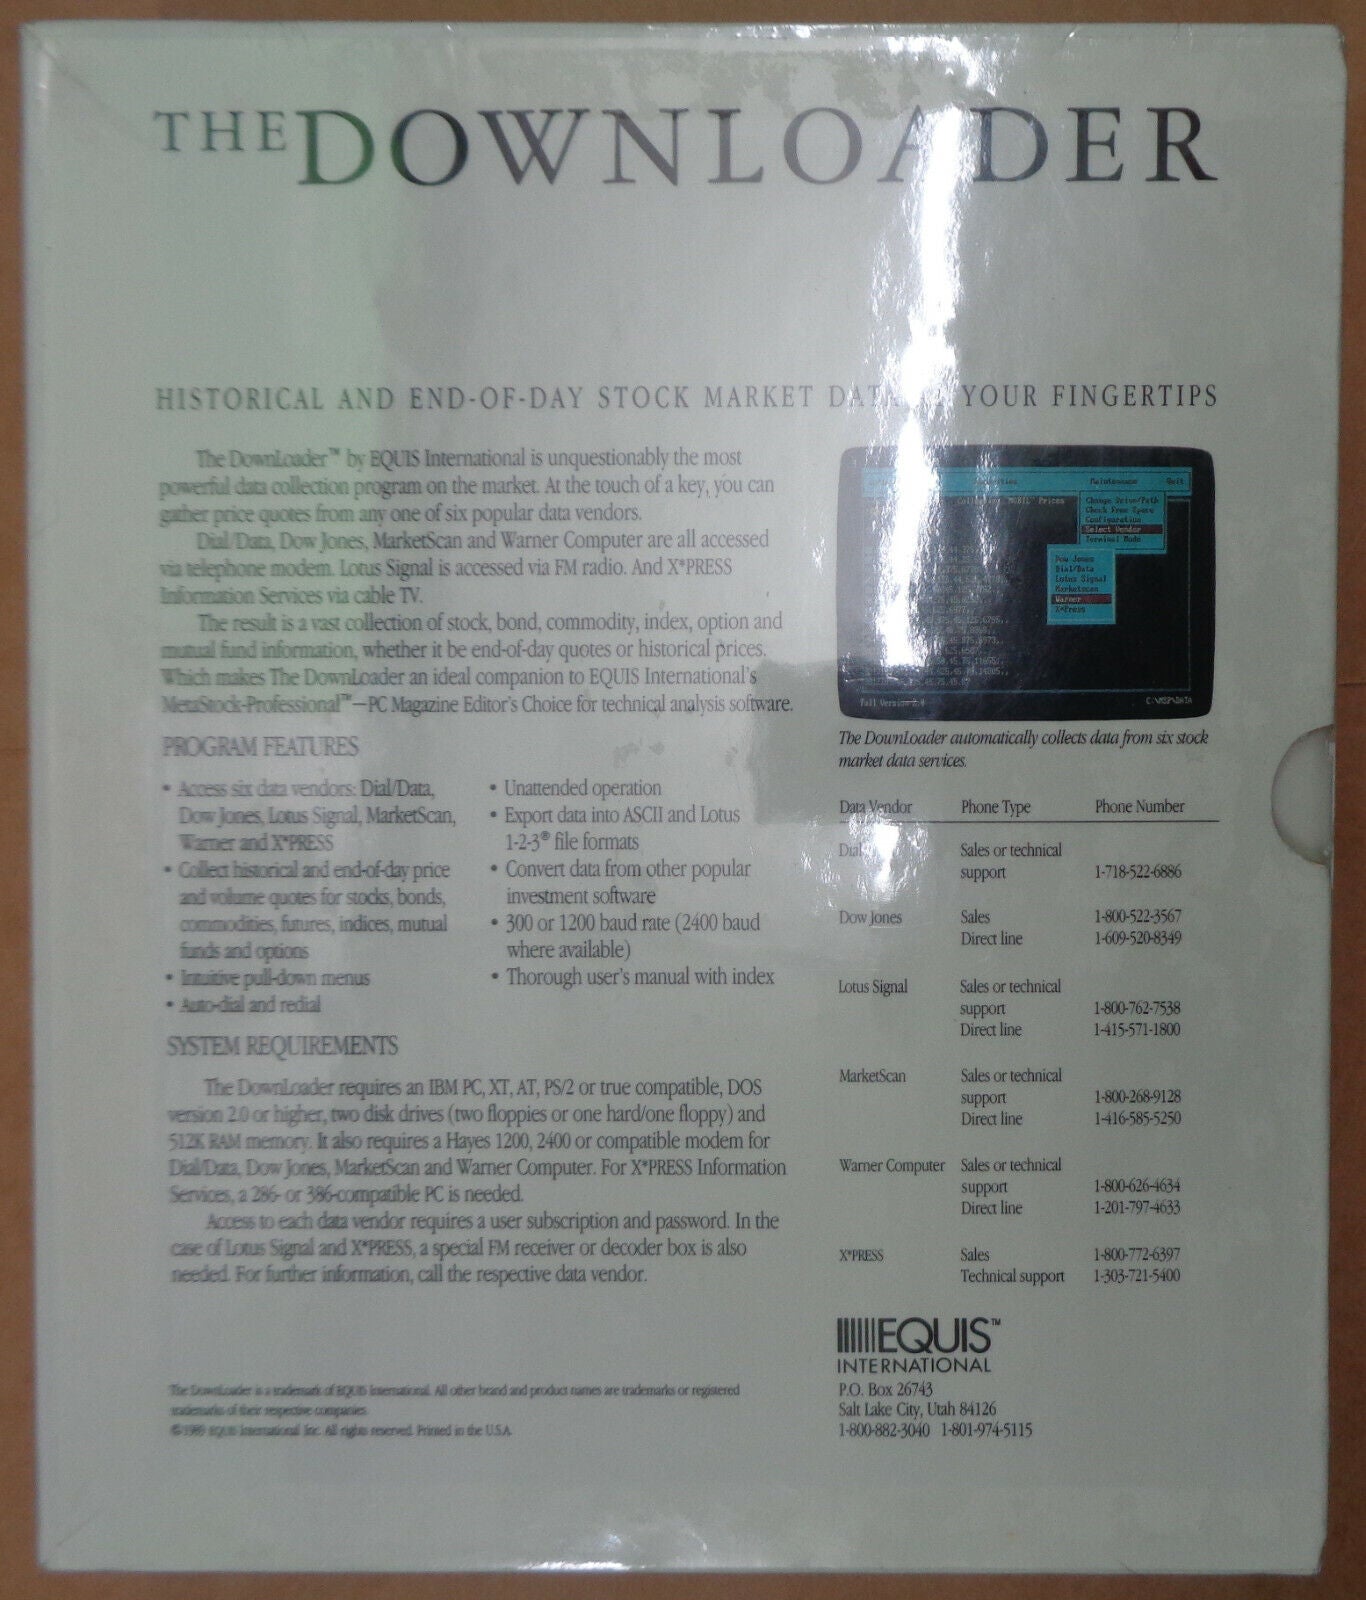 THE DOWNLOADER
HISTORICAL AND END-OF-DAY STOCK MARKET DATA YOUR FINGERTIPS
The DownLoader™ by EQUIS International is unquestionably the most
powerful data collection program on the market. At the touch of a key, you can
gather price quotes from any one of six popular data vendors.
Dial/Data, Dow Jones, MarketScan and Warner Computer are all accessed
via telephone modem. Lotus Signal is accessed via FM radio. And X*PRESS
Information Services via cable TV.
The result is a vast collection of stock, bond, commodity, index, option and
mutual fund information, whether it be end-of-day quotes or historical prices.
Which makes The DownLoader an ideal companion to EQUIS International's
MetaStock-Professional™—PC Magazine Editor's Choice for technical analysis software.
PROGRAM FEATURES
• Access six data vendors: Dial/Data,
Dow Jones, Lotus Signal, MarketScan,
Warner and X*PRESS
• Collect historical and end-of-day price
and volume quotes for stocks, bonds,
commodities, futures, indices, mutual
funds and options
• Intuitive pull-down menus
• Auto-dial and redial
• Unattended operation
• Export data into ASCII and Lotus
1-2-3® file formats
• Convert data from other popular
investment software
• 300 or 1200 baud rate (2400 baud
where available)
• Thorough user's manual with index
SYSTEM REQUIREMENTS
The DownLoader requires an IBM PC, XT, AT, PS/2 or true compatible, DOS
version 2.0 or higher, two disk drives (two floppies or one hard/one floppy) and
512K RAM memory. It also requires a Hayes 1200, 2400 or compatible modem for
Dial/Data, Dow Jones, MarketScan and Warner Computer. For X*PRESS Information
Services, a 286- or 386-compatible PC is needed.
Access to each data vendor requires a user subscription and password. In the
case of Lotus Signal and X*PRESS, a special FM receiver or decoder box is also
needed. For further information, call the respective data vendor.
The DownLoader is a trademark of EQUIS International. All other brand and product names are trademarks or registered
trademarks of their respective companies.
©1989 EQUIS International Inc. All rights reserved. Printed in the U.S.A.
Maintenance Quit
Prices
Change Drive/Path
Check Free Space
Configuration
Select Vendor
Terminal Mode
Dow Jones
Dial/Data
Lotus Signal
Marketscan
Warner
X*Press
Full Version
C:\MSP\DATA
The DownLoader automatically collects data from six stock
market data services.
Data Vendor Phone Type Phone Number
Dial Sales or technical
support 1-718-522-6886
Dow Jones Sales 1-800-522-3567
Direct line 1-609-520-8349
Lotus Signal Sales or technical
support 1-800-762-7538
Direct line 1-415-571-1800
MarketScan Sales or technical
support 1-800-268-9128
Direct line 1-416-585-5250
Warner Computer Sales or technical
support 1-800-626-4634
Direct line 1-201-797-4633
X*PRESS Sales 1-800-772-6397
Technical support 1-303-721-5400
EQUIS™
INTERNATIONAL
P.O. Box 26743
Salt Lake City, Utah 84126
1-800-882-3040 1-801-974-5115